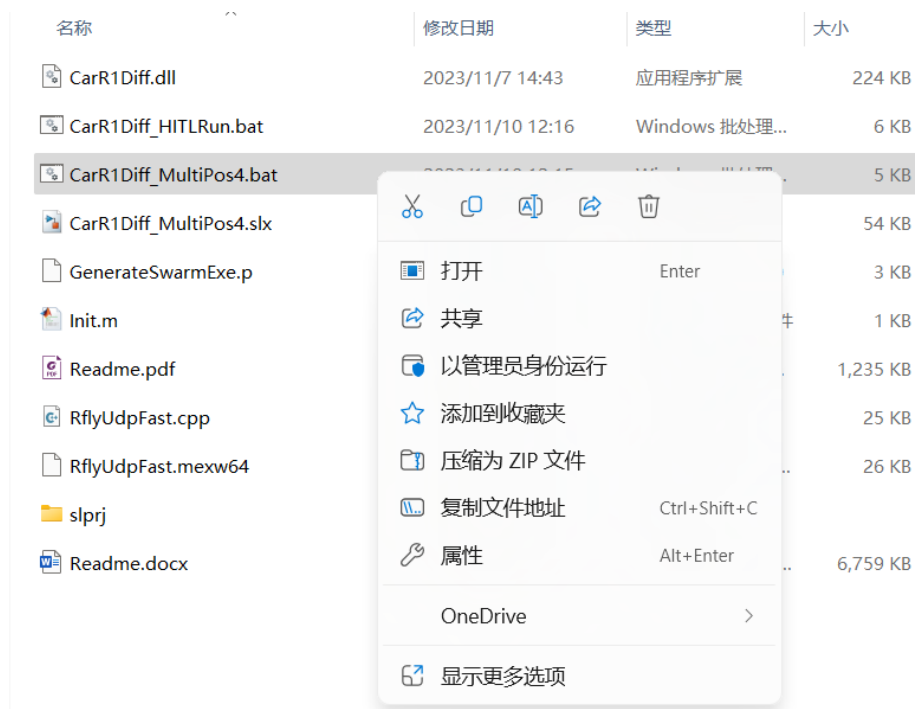 名称 修改日期 类型 大小
CarR1Diff.dll 2023/11/7 14:43 应用程序扩展 224 KB
CarR1Diff_HITLRun.bat 2023/11/10 12:16 Windows 批处理... 6 KB
CarR1Diff_MultiPos4.bat 5 KB
CarR1Diff_MultiPos4.slx 54 KB
GenerateSwarmExe.p 3 KB
Init.m 件 1 KB
Readme.pdf 1,235 KB
RflyUdpFast.cpp 25 KB
RflyUdpFast.mexw64 26 KB
slprj
Readme.docx 6,759 KB
打开 Enter
共享
以管理员身份运行
添加到收藏夹
压缩为 ZIP 文件
复制文件地址 Ctrl+Shift+C
属性 Alt+Enter
OneDrive
显示更多选项